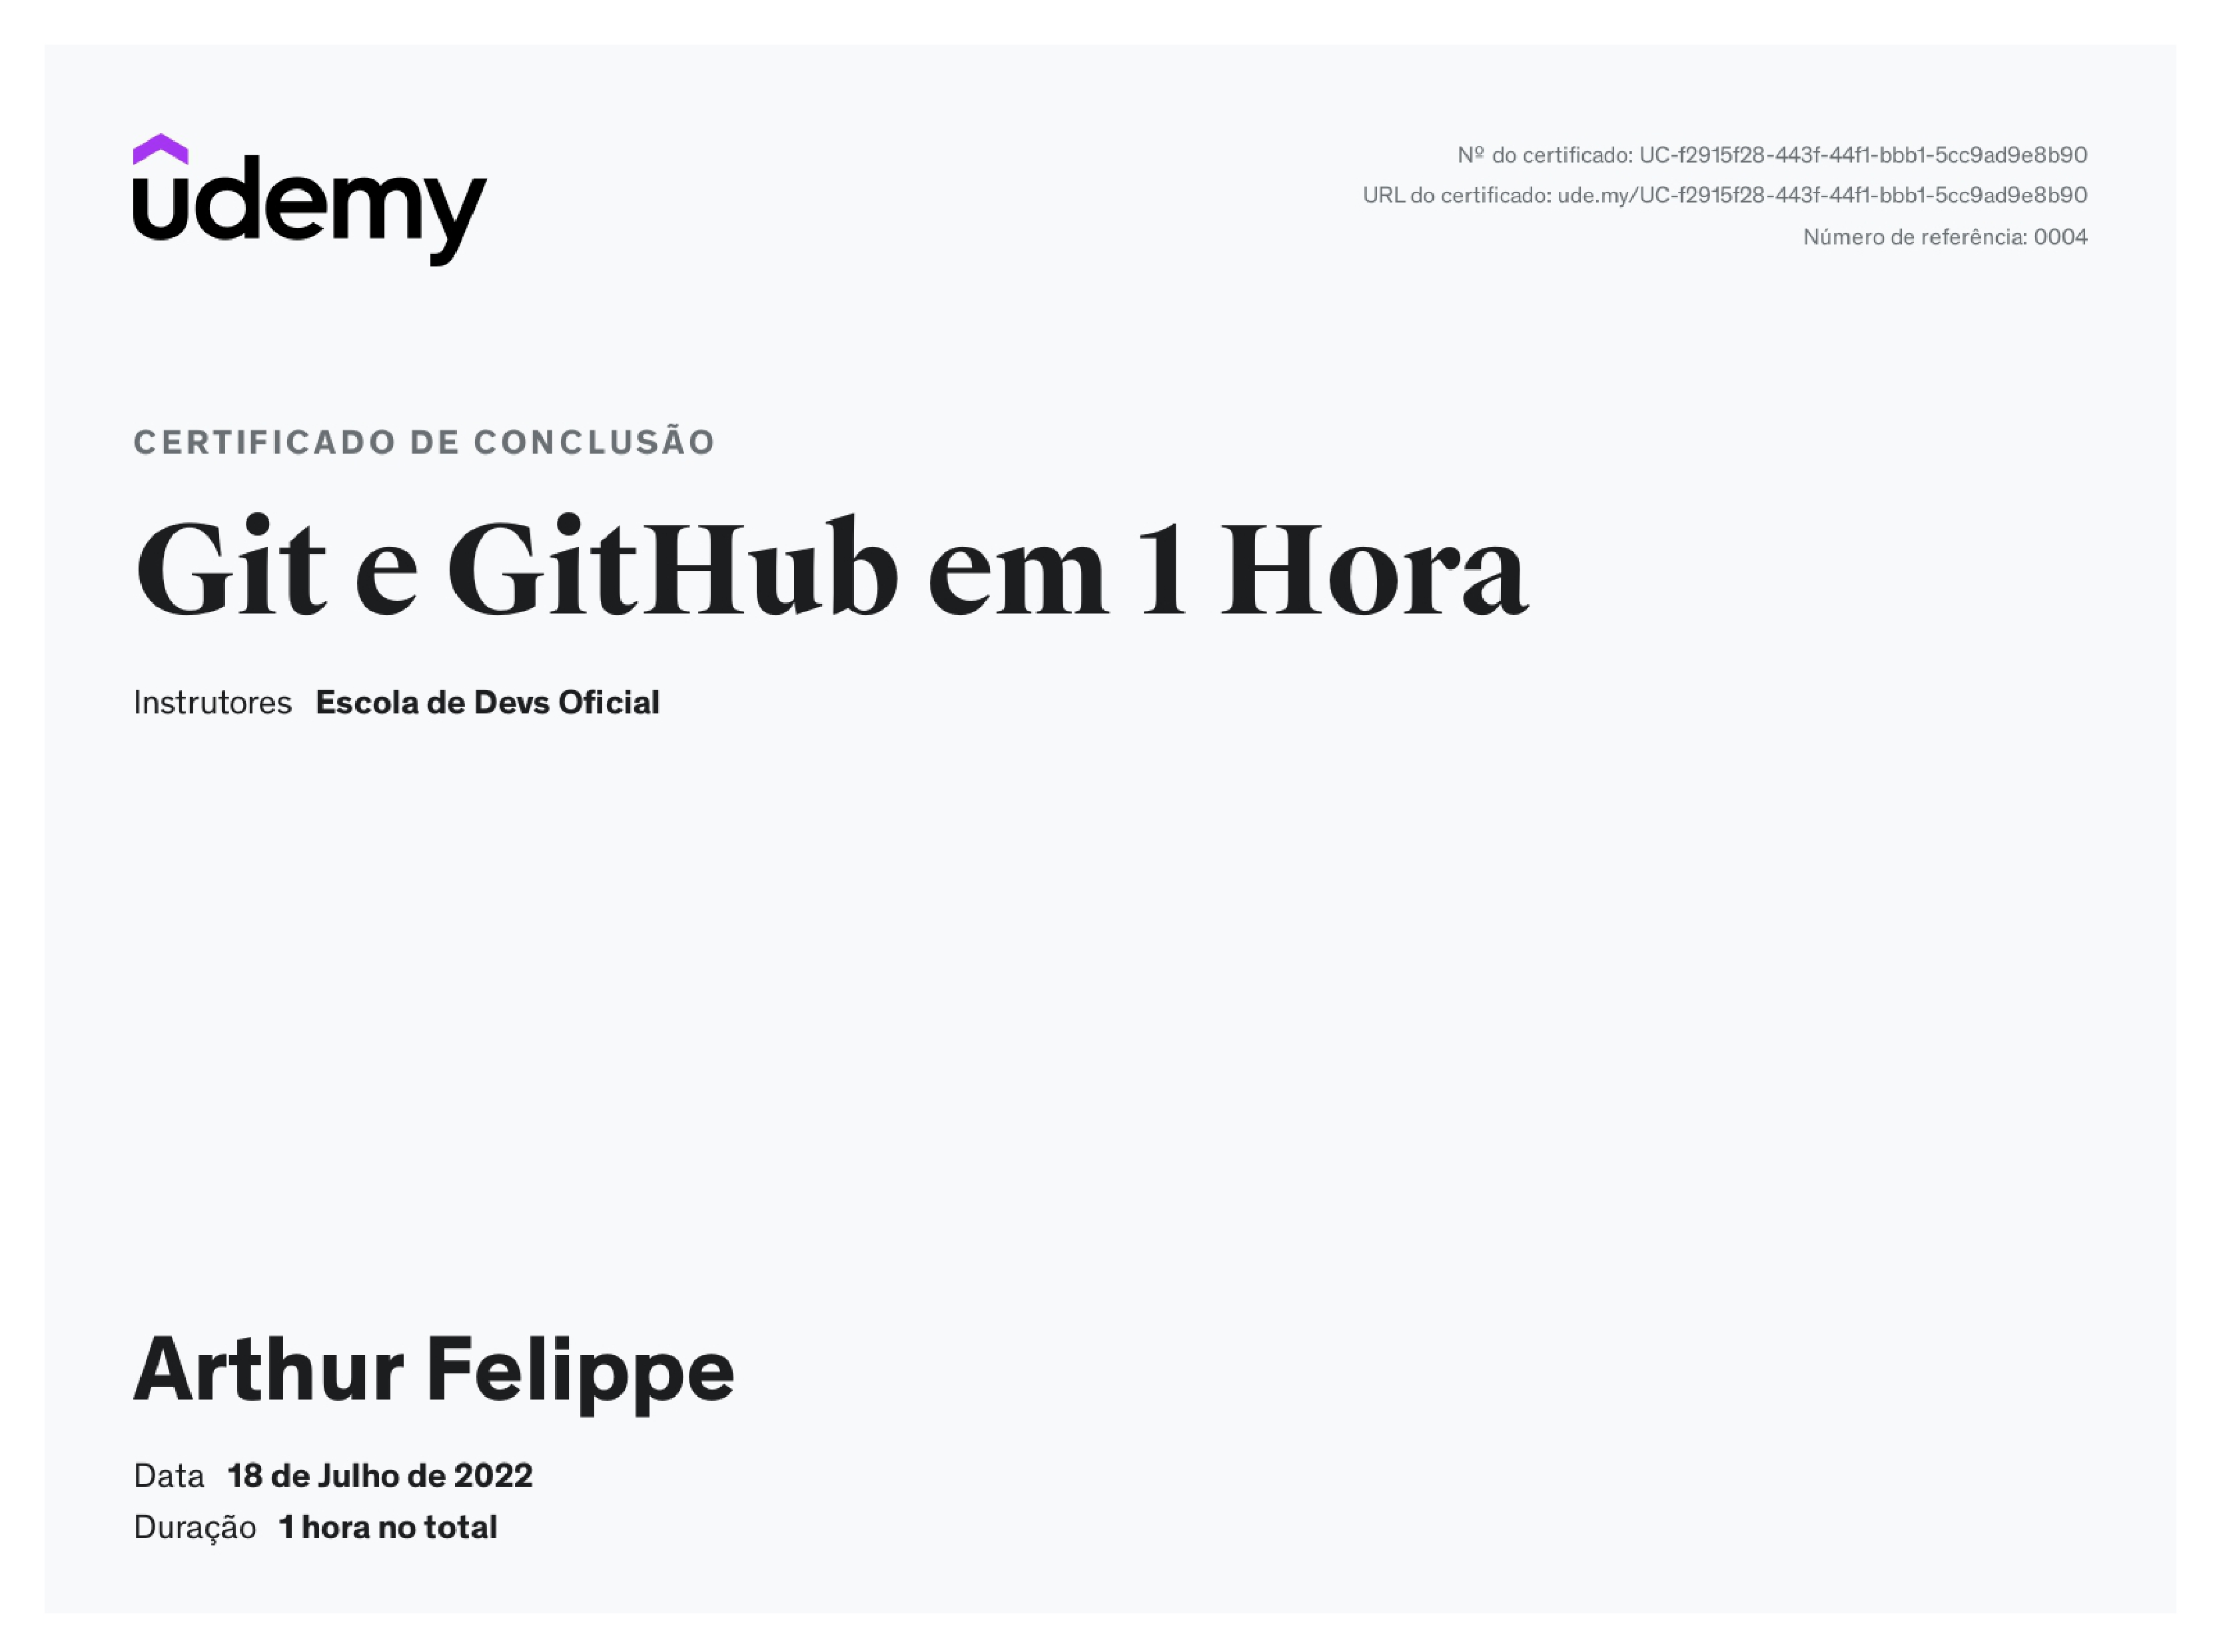 udemy
Nº do certificado: UC-f2915f28-443f-44f1-bbb1-5cc9ad9e8b90
URL do certificado: ude.my/UC-f2915f28-443f-44f1-bbb1-5cc9ad9e8b90
Número de referência: 0004
CERTIFICADO DE CONCLUSÃO
Git e GitHub em 1 Hora
Instrutores Escola de Devs Oficial
Arthur Felippe
Data 18 de Julho de 2022
Duração 1 hora no total